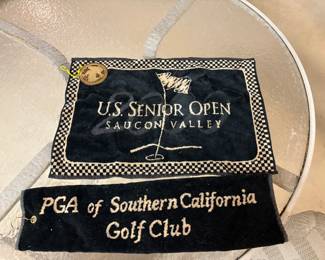 U.S. SENIOR OPEN
SAUCON VALLEY
PGA of Southern California
Golf Club